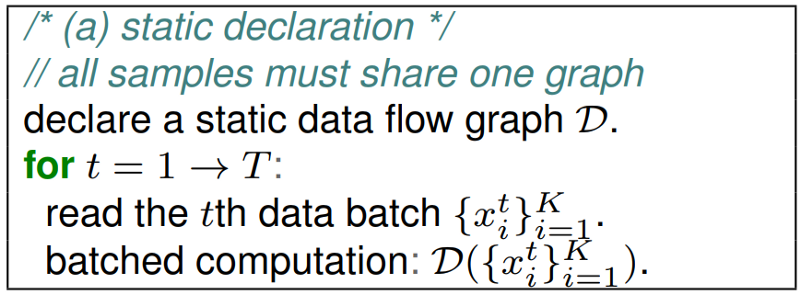 /* (a) static declaration */
// all samples must share one graph
declare a static data flow graph $\mathcal{D}$.
for $t = 1 \to T$:
read the $t$th data batch $\{x_i^t\}_{i=1}^K$.
batched computation: $\mathcal{D}(\{x_i^t\}_{i=1}^K)$.